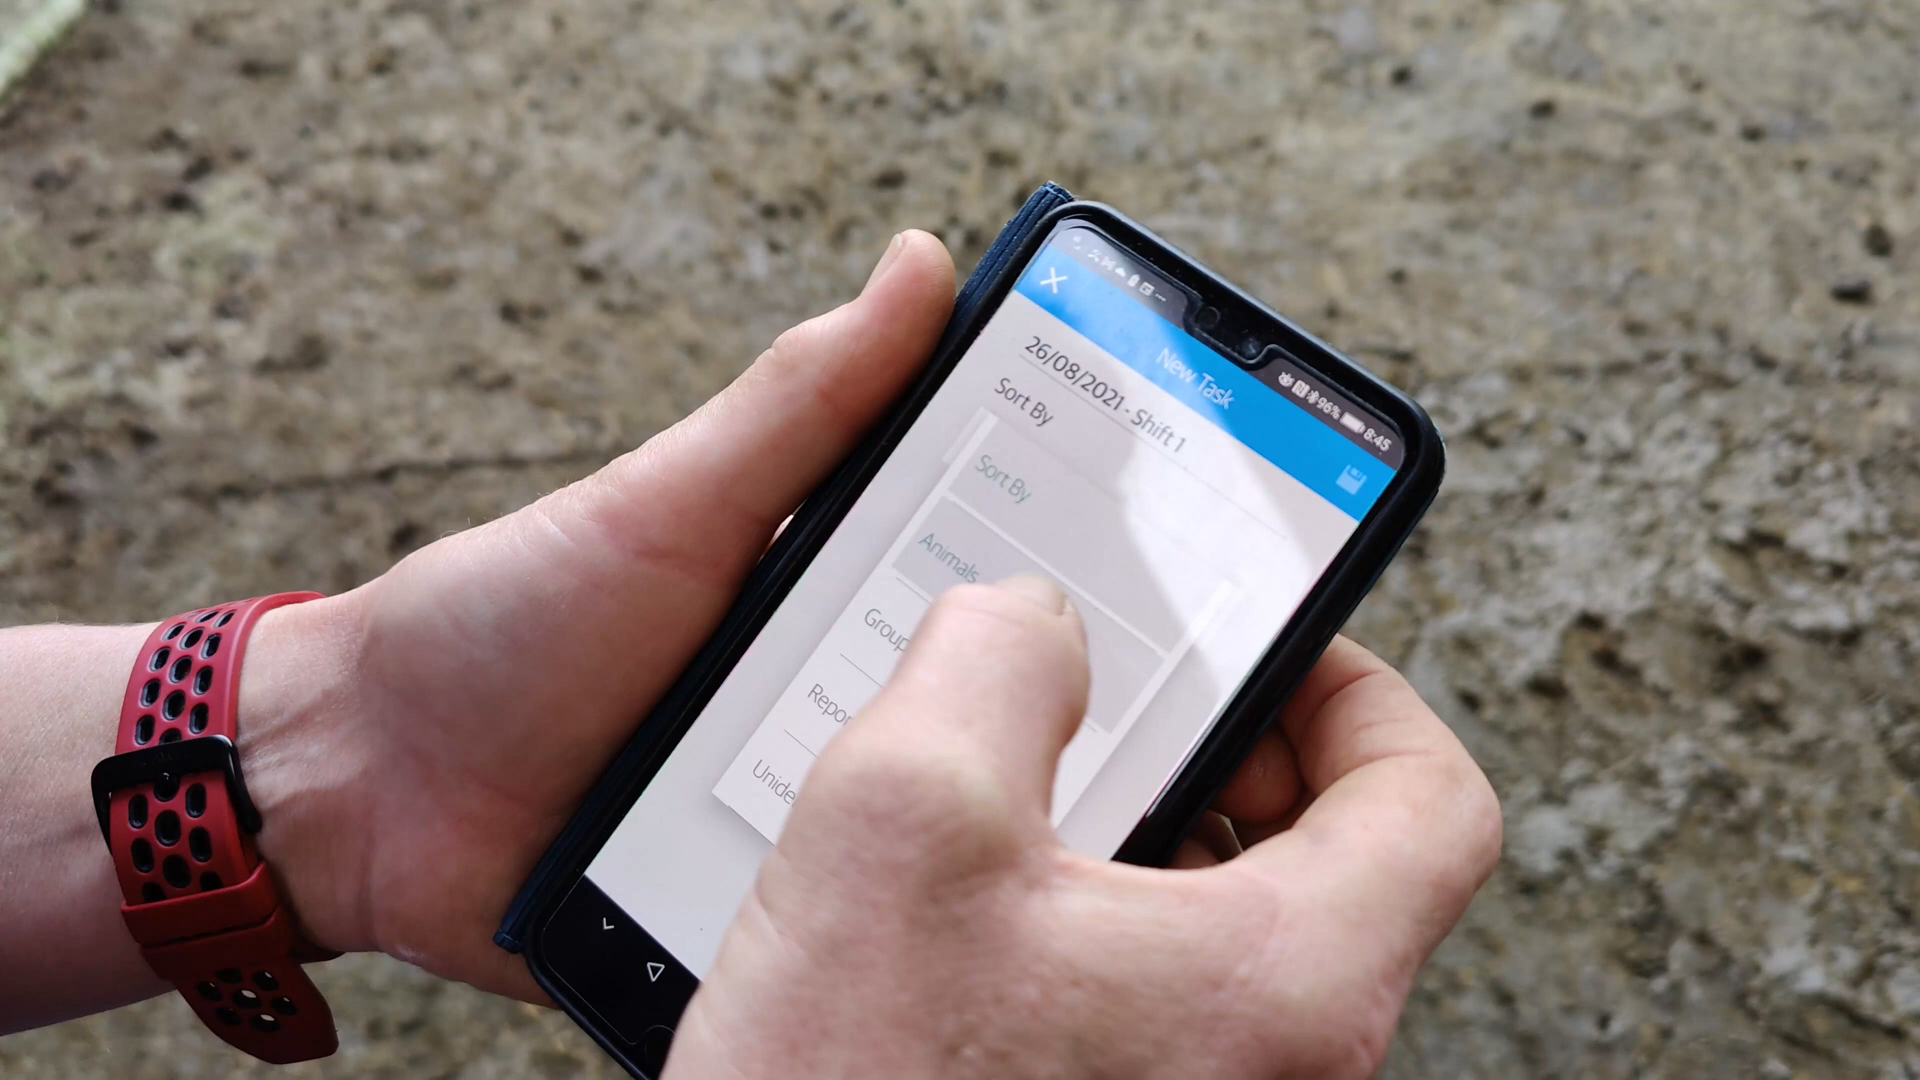 96% 8:45
New Task
26/08/2021 - Shift 1
Sort By
Sort By
Animals